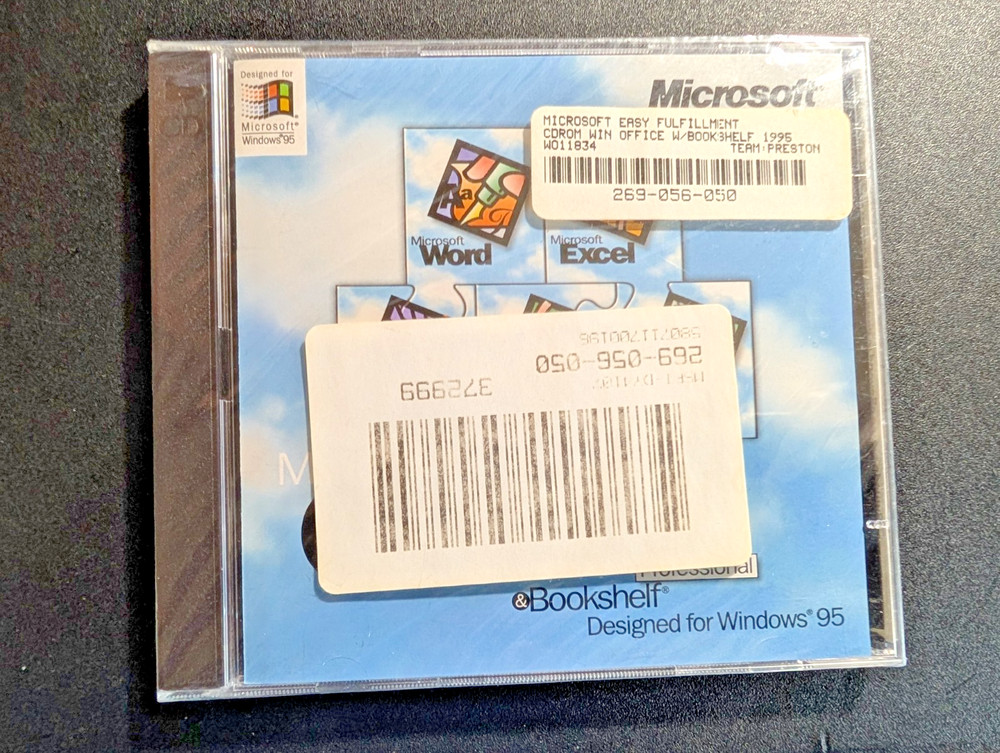 Designed for
Microsoft®
Windows®95
Microsoft
MICROSOFT EASY FULFILLMENT
CDROM WIN OFFICE W/BOOKSHELF 1995
WO11834 TEAM:PRESTON
269-056-050
Microsoft
Word
Microsoft
Excel
269-056-050
372999
M
Professional
&Bookshelf®
Designed for Windows® 95